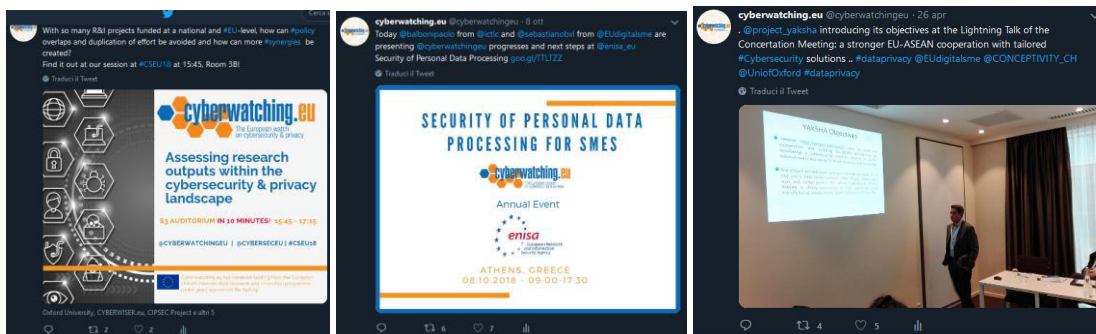 Cerca
With so many R&I projects funded at a national and #EU-level, how can #policy
overlaps and duplication of effort be avoided and how can more #synergies be
created?
Find it out at our session at #CSEU18 at 15:45, Room 3B!
Traduci il Tweet
cyberwatching.eu
The European watch
on cybersecurity & privacy
Assessing research
outputs within the
cybersecurity & privacy
landscape
S3 AUDITORIUM IN 10 MINUTES! 15:45 - 17:15
@CYBERWATCHINGEU | @CYBERSECEU | #CSEU18
Oxford University, CYBERWISER.eu, CIPSEC Project e altri 5
2
2
cyberwatching.eu @cyberwatchingeu · 8 ott
Today @balbonipaolo from @ictlc and @sebastianobvl from @EUdigitalsme are
presenting @cyberwatchingeu progresses and next steps at @enisa_eu
Security of Personal Data Processing goo.gl/TTLTZZ
Traduci il Tweet
SECURITY OF PERSONAL DATA
PROCESSING FOR SMES
cyberwatching.eu
Annual Event
enisa
European Network
and Information
Security Agency
ATHENS, GREECE
08.10.2018 - 09:00-17:30
6
7
cyberwatching.eu @cyberwatchingeu · 26 apr
. @project_yaksha introducing its objectives at the Lightning Talk of the
Concertation Meeting: a stronger EU-ASEAN cooperation with tailored
#Cybersecurity solutions .. #dataprivacy @EUdigitalsme @CONCEPTIVITY_CH
@UniofOxford #dataprivacy
Traduci il Tweet
YAKSHA Objectives
4
5